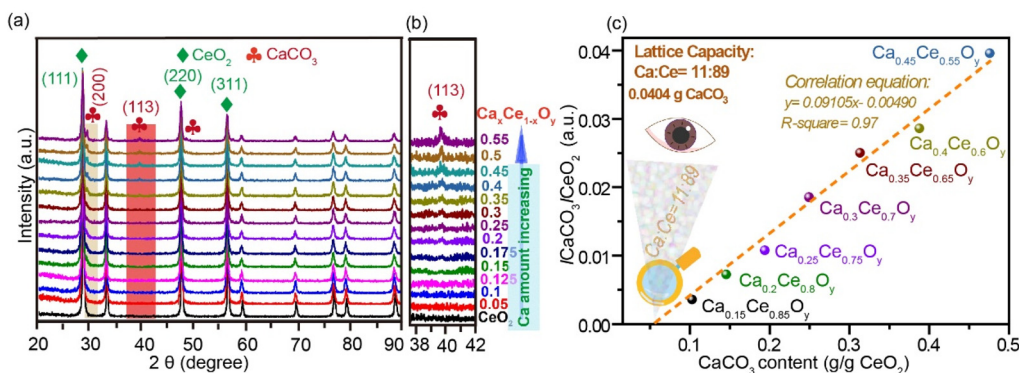 (a)
◆ CeO2
♣ CaCO3
(111)
(200)
(113)
(220)
(311)
Intensity (a.u.)
20 30 40 50 60 70 80 90
2 θ (degree)
(b)
(113)
CaxCe1-xOy
0.55
0.5
0.45
0.4
0.35
0.3
0.25
0.2
0.175
0.15
0.125
0.1
0.05
CeO2
Ca amount increasing
38 40 42
(c)
ICaCO3/CeO2 (a.u.)
0.04
0.03
0.02
0.01
0.00
Lattice Capacity:
Ca:Ce= 11:89
0.0404 g CaCO3
Ca:Ce=11:89
Correlation equation:
y= 0.09105x- 0.00490
R-square= 0.97
Ca0.45Ce0.55Oy
Ca0.4Ce0.6Oy
Ca0.35Ce0.65Oy
Ca0.3Ce0.7Oy
Ca0.25Ce0.75Oy
Ca0.2Ce0.8Oy
Ca0.15Ce0.85Oy
0.1 0.2 0.3 0.4 0.5
CaCO3 content (g/g CeO2)